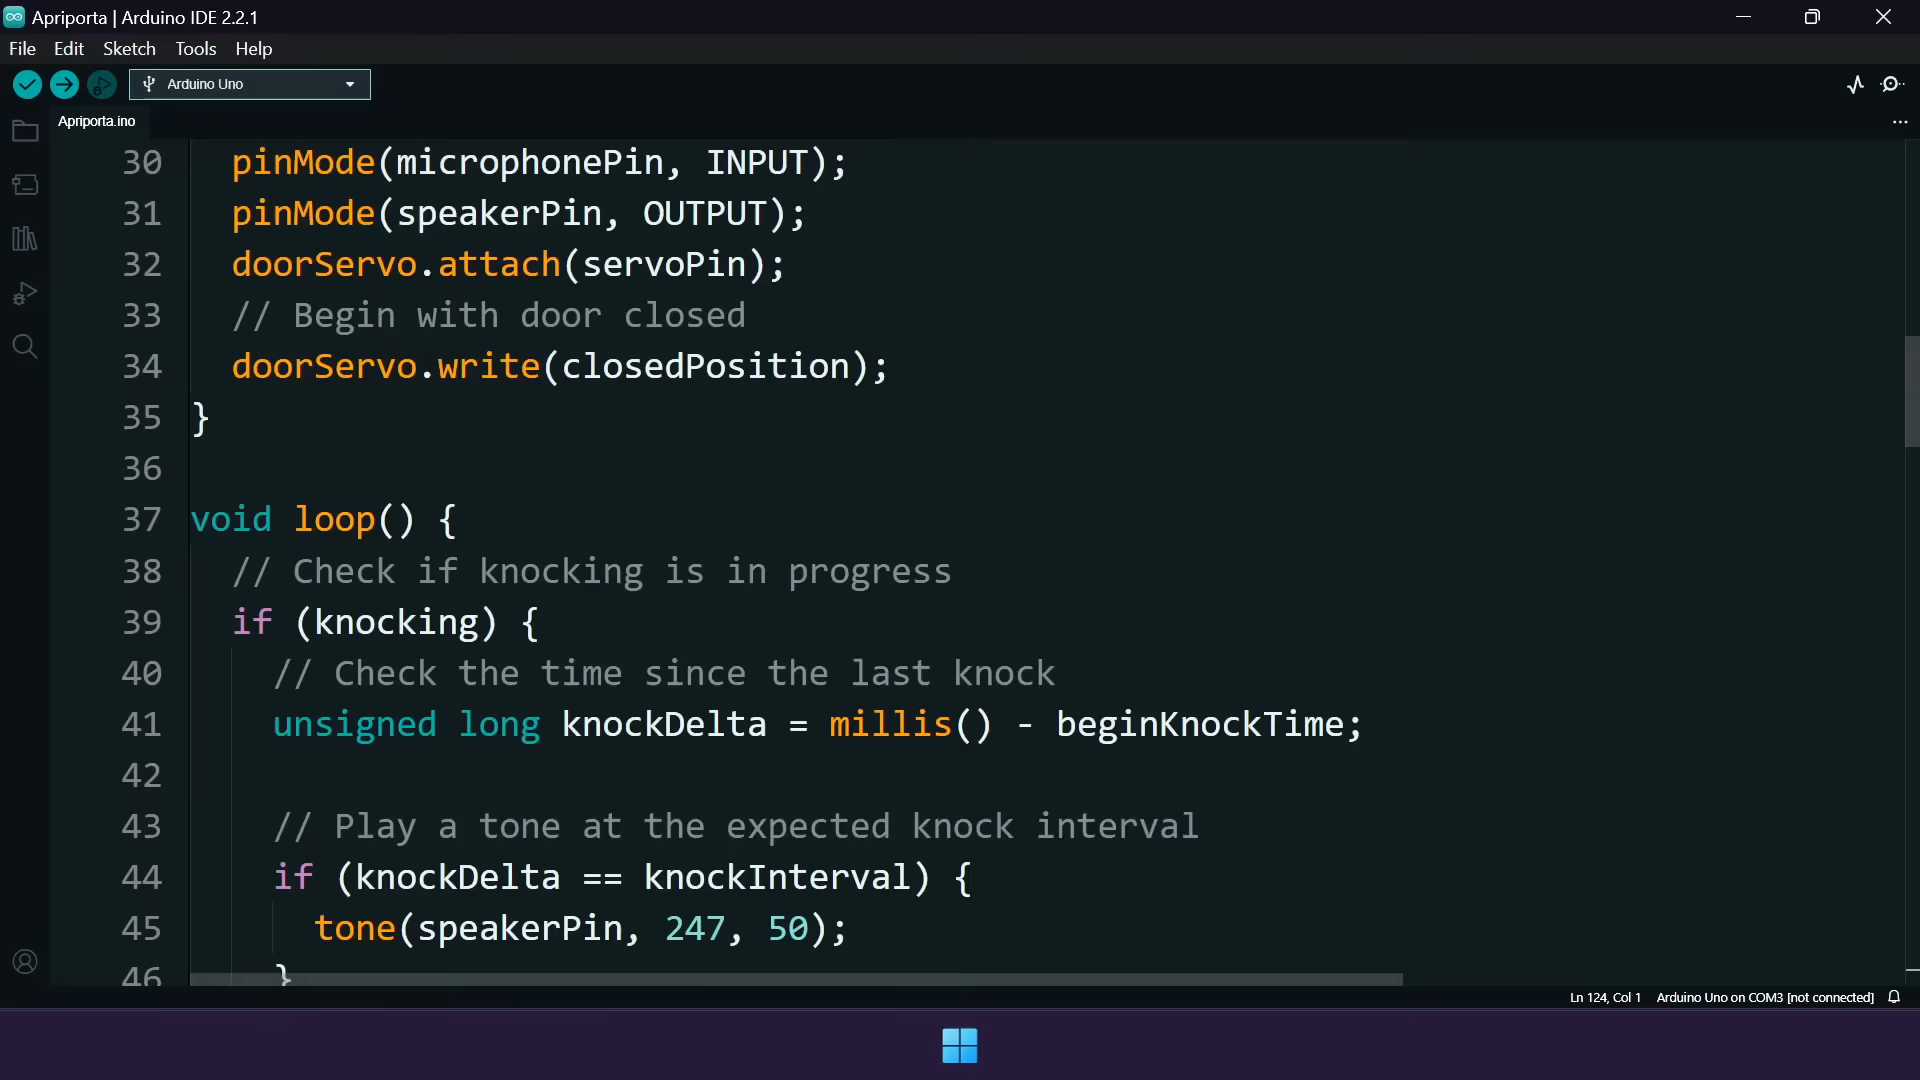 Apriporta | Arduino IDE 2.2.1
File Edit Sketch Tools Help
Arduino Uno
Apriporta.ino
30 pinMode(microphonePin, INPUT);
31 pinMode(speakerPin, OUTPUT);
32 doorServo.attach(servoPin);
33 // Begin with door closed
34 doorServo.write(closedPosition);
35 }
36
37 void loop() {
38 // Check if knocking is in progress
39 if (knocking) {
40 // Check the time since the last knock
41 unsigned long knockDelta = millis() - beginKnockTime;
42
43 // Play a tone at the expected knock interval
44 if (knockDelta == knockInterval) {
45 tone(speakerPin, 247, 50);
46 }
Ln 124, Col 1 Arduino Uno on COM3 [not connected]